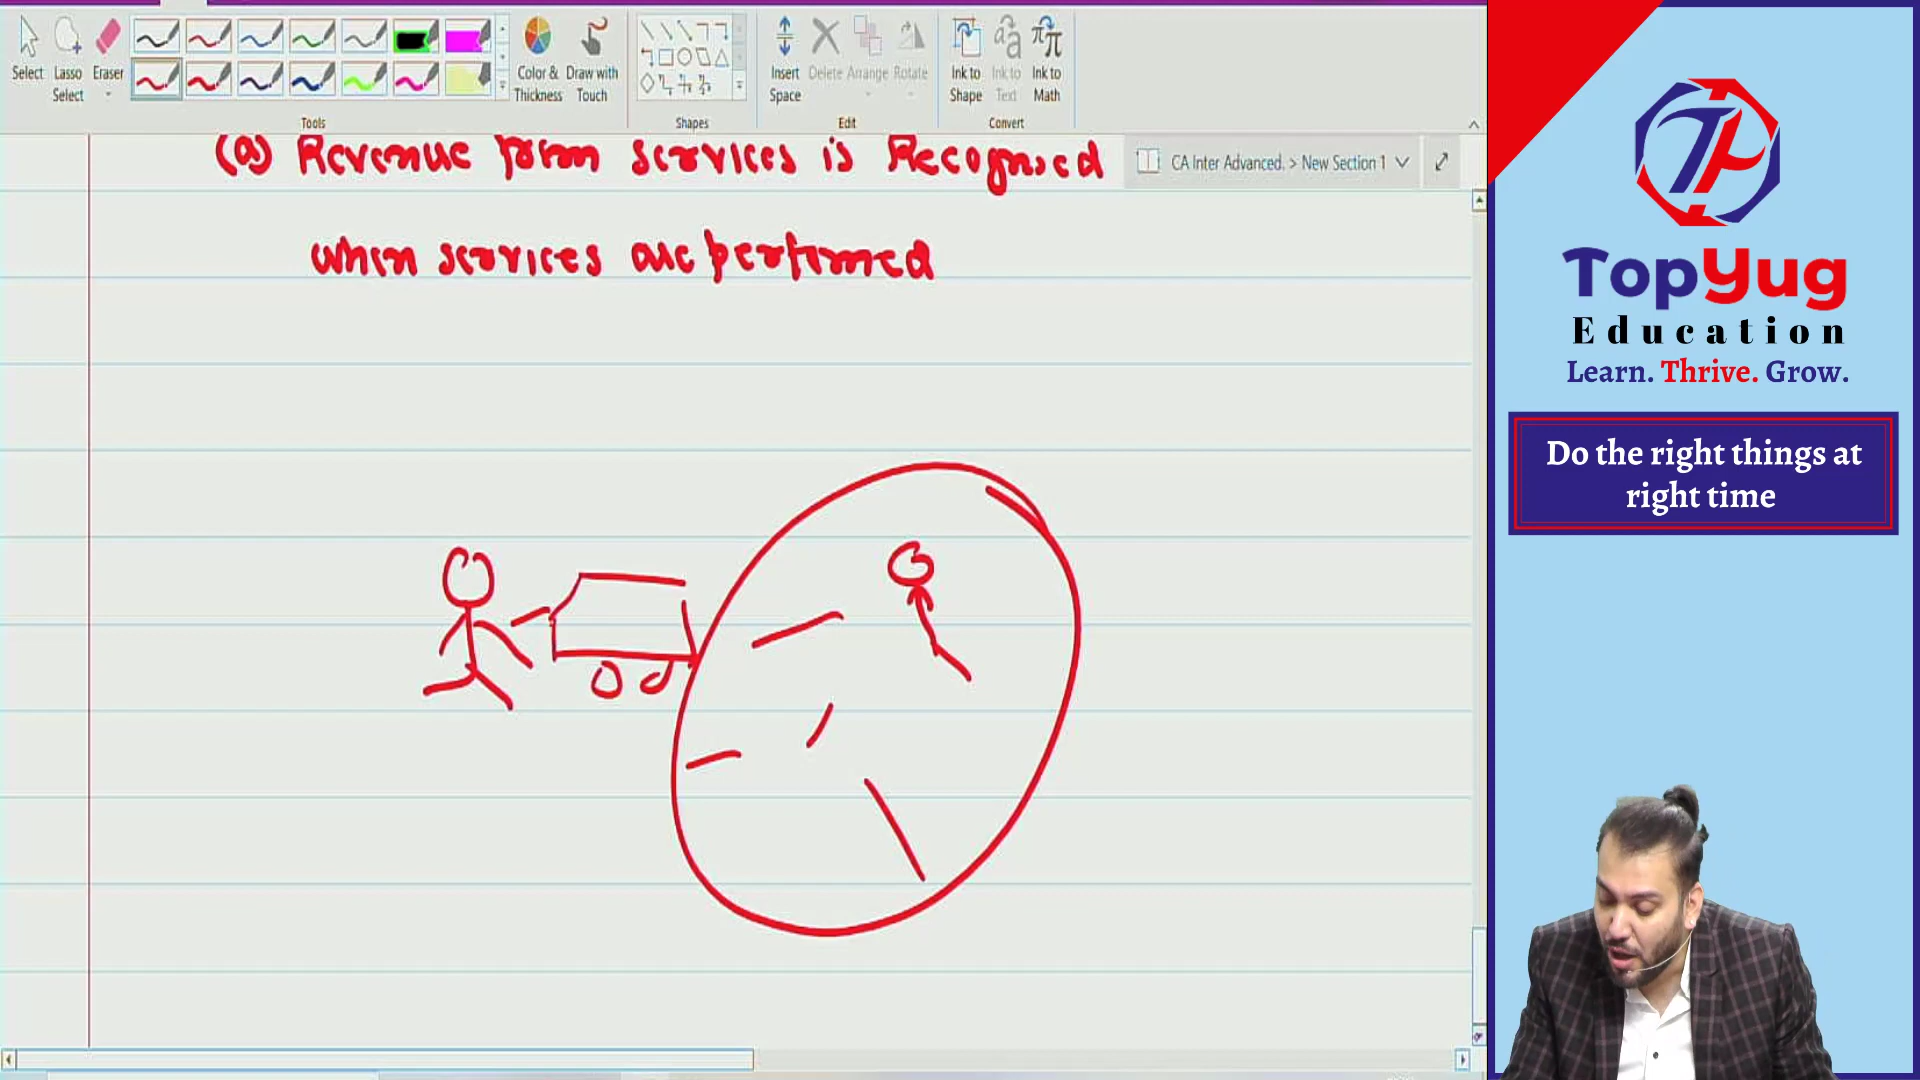 Select
Lasso Select
Eraser
Color & Thickness
Draw with Touch
Insert Space
Delete
Arrange
Rotate
Ink to Shape
Ink to Text
Ink to Math
Tools
Shapes
Edit
Convert
(a) Revenue form services is Recognised
CA Inter Advanced. > New Section 1
when services are performed
TopYug
Education
Learn. Thrive. Grow.
Do the right things at
right time